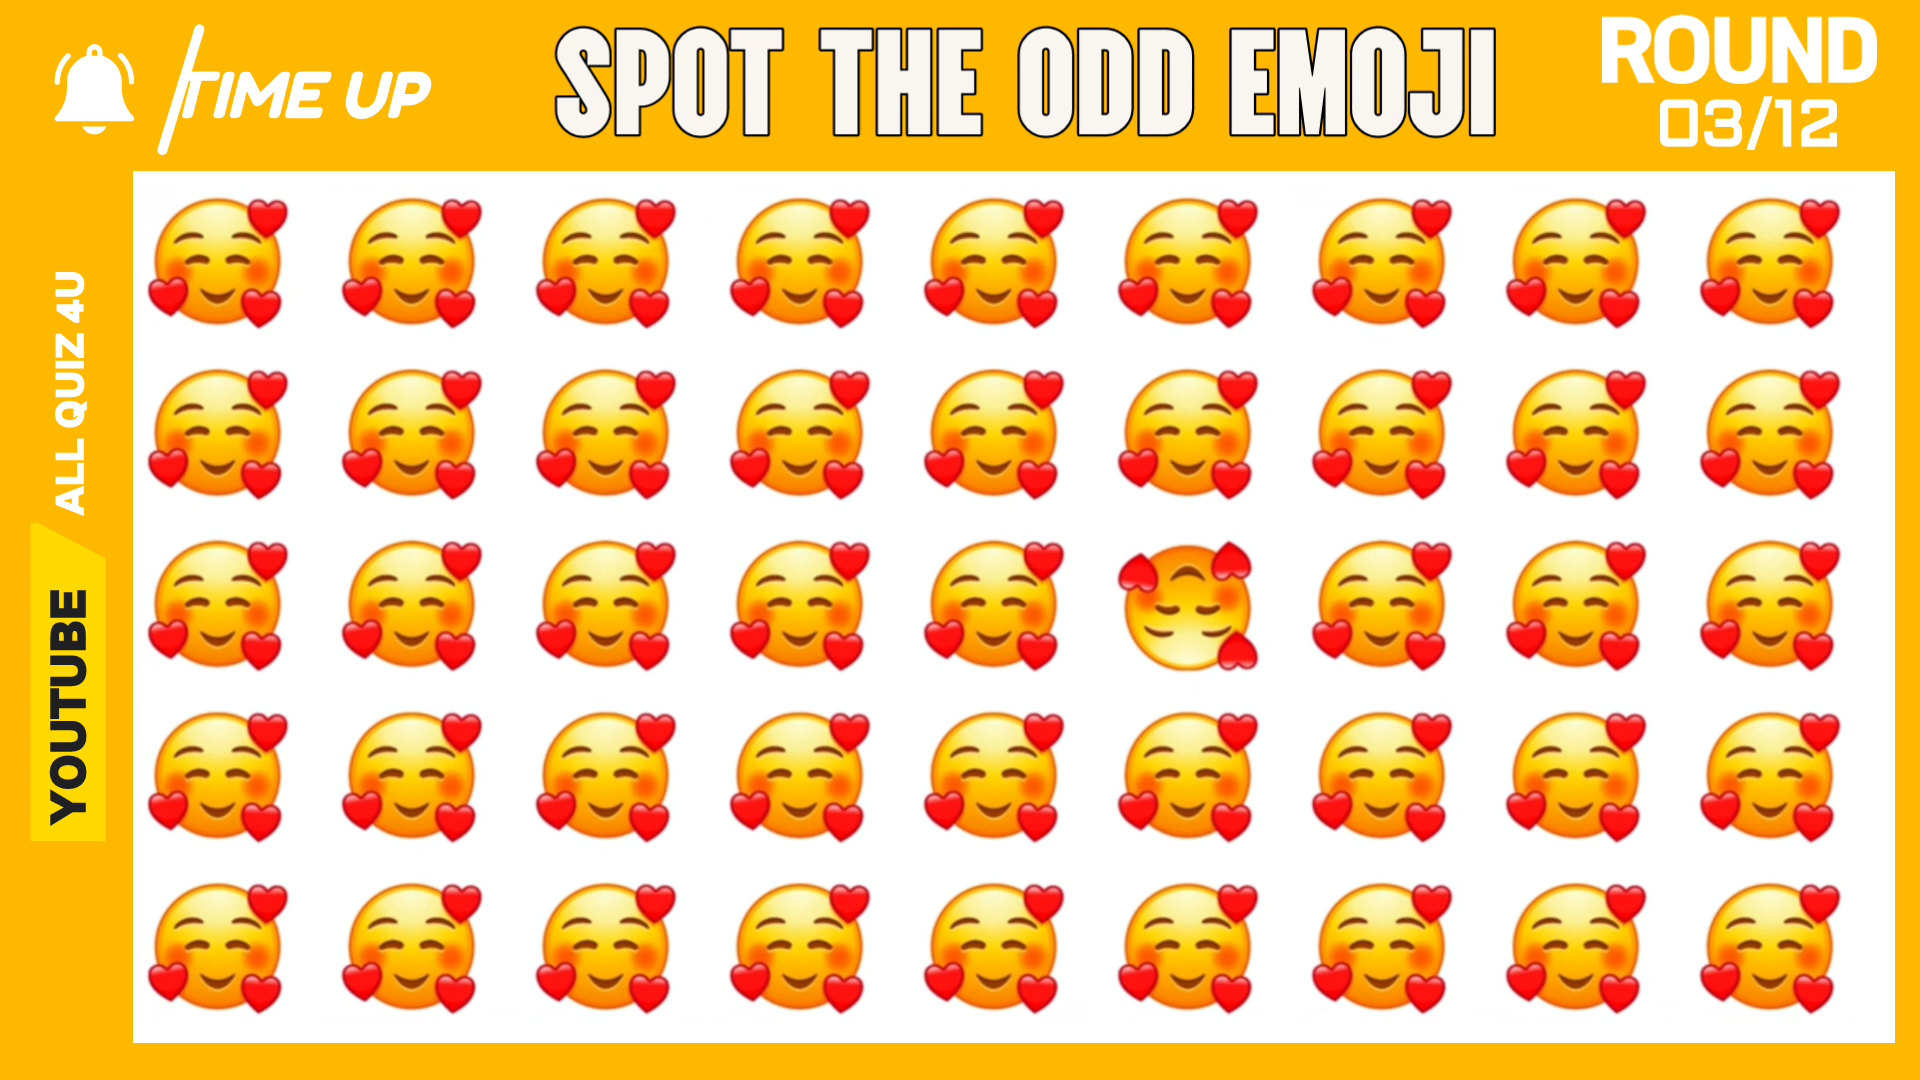 TIME UP
SPOT THE ODD EMOJI
ROUND
03/12
ALL QUIZ 4U
YOUTUBE